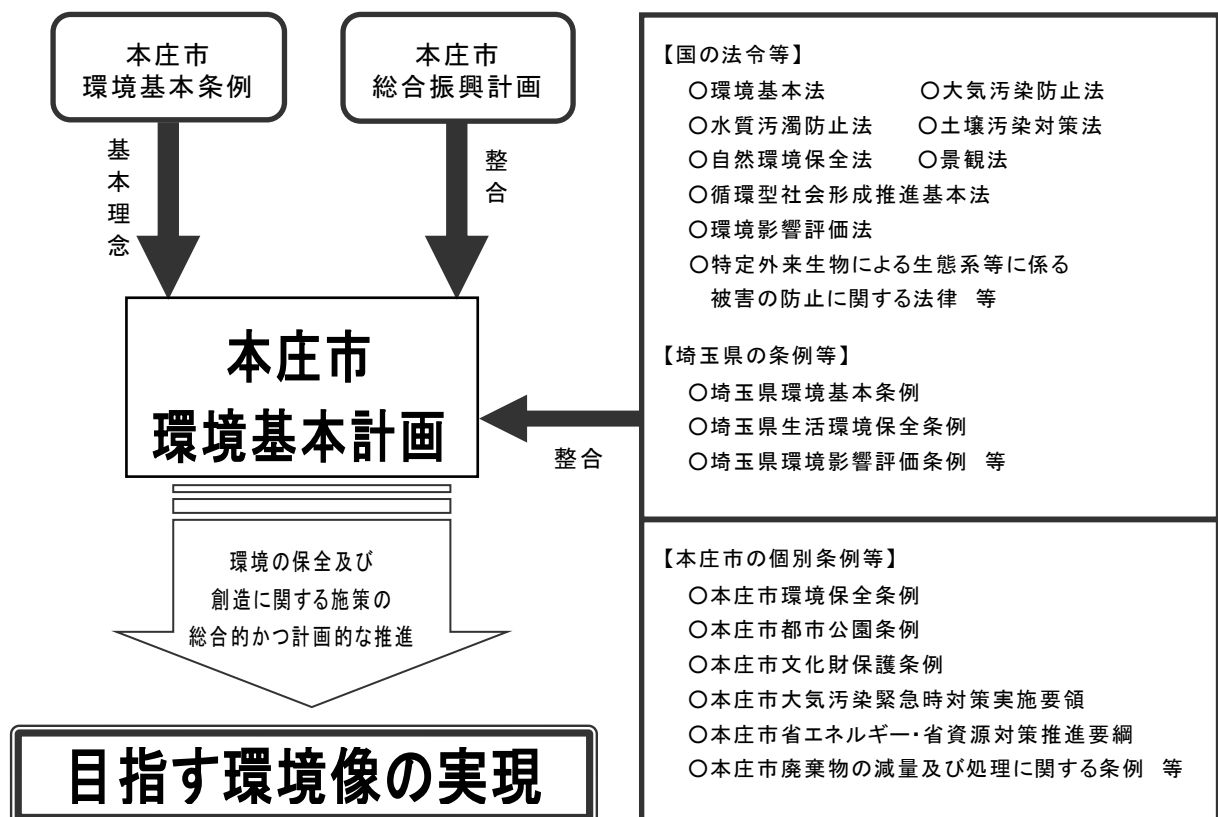 本庄市
環境基本条例
本庄市
総合振興計画
基本理念
整合
本庄市
環境基本計画
整合
環境の保全及び
創造に関する施策の
総合的かつ計画的な推進
目指す環境像の実現
【国の法令等】
○環境基本法 ○大気汚染防止法
○水質汚濁防止法 ○土壌汚染対策法
○自然環境保全法 ○景観法
○循環型社会形成推進基本法
○環境影響評価法
○特定外来生物による生態系等に係る
被害の防止に関する法律 等
【埼玉県の条例等】
○埼玉県環境基本条例
○埼玉県生活環境保全条例
○埼玉県環境影響評価条例 等
【本庄市の個別条例等】
○本庄市環境保全条例
○本庄市都市公園条例
○本庄市文化財保護条例
○本庄市大気汚染緊急時対策実施要領
○本庄市省エネルギー・省資源対策推進要綱
○本庄市廃棄物の減量及び処理に関する条例 等